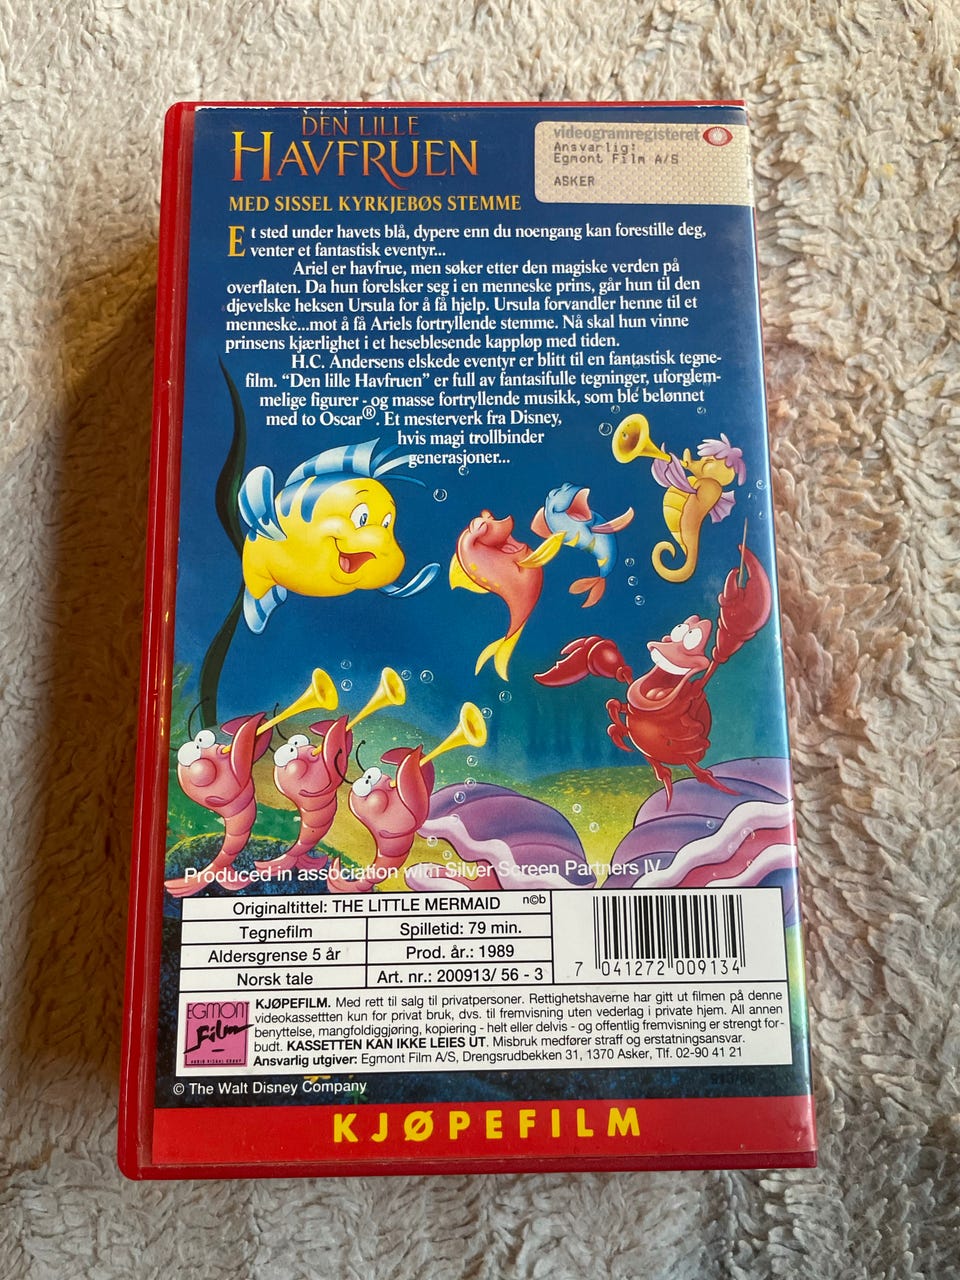 DEN LILLE
HAVFRUEN
MED SISSEL KYRKJEBØS STEMME
videogramregisteret
Ansvarlig:
Egmont Film A/S
ASKER
Et sted under havets blå, dypere enn du noengang kan forestille deg,
venter et fantastisk eventyr...
Ariel er havfrue, men søker etter den magiske verden på
overflaten. Da hun forelsker seg i en menneske prins, går hun til den
djevelske heksen Ursula for å få hjelp. Ursula forvandler henne til et
menneske...mot å få Ariels fortryllende stemme. Nå skal hun vinne
prinsens kjærlighet i et heseblesende kappløp med tiden.
H.C. Andersens elskede eventyr er blitt til en fantastisk tegne-
film. “Den lille Havfruen” er full av fantasifulle tegninger, uforglem-
melige figurer - og masse fortryllende musikk, som ble belønnet
med to Oscar®. Et mesterverk fra Disney,
hvis magi trollbinder
generasjoner...
Produced in association with Silver Screen Partners IV
Originaltittel: THE LITTLE MERMAID n©b
Tegnefilm Spilletid: 79 min.
Aldersgrense 5 år Prod. år.: 1989
Norsk tale Art. nr.: 200913/ 56 - 3
7 041272 009134
EGMONT
Film
AUDIO VISUAL GROUP
KJØPEFILM. Med rett til salg til privatpersoner. Rettighetshaverne har gitt ut filmen på denne
videokassettten kun for privat bruk, dvs. til fremvisning uten vederlag i private hjem. All annen
benyttelse, mangfoldiggjøring, kopiering - helt eller delvis - og offentlig fremvisning er strengt for-
budt. KASSETTEN KAN IKKE LEIES UT. Misbruk medfører straff og erstatningsansvar.
Ansvarlig utgiver: Egmont Film A/S, Drengsrudbekken 31, 1370 Asker, Tlf. 02-90 41 21
© The Walt Disney Company
KJØPEFILM